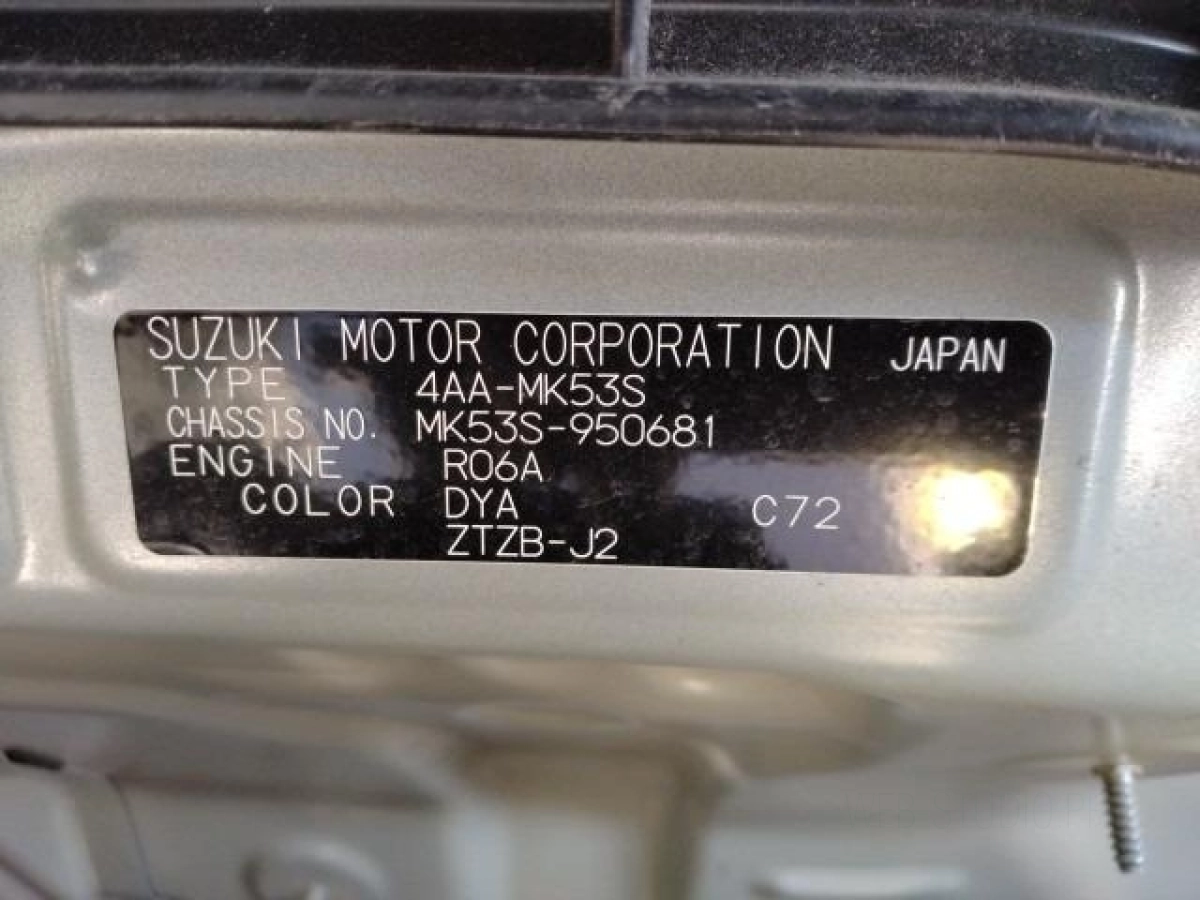 SUZUKI MOTOR CORPORATION JAPAN
TYPE 4AA-MK53S
CHASSIS NO. MK53S-950681
ENGINE R06A
COLOR DYA C72
ZTZB-J2